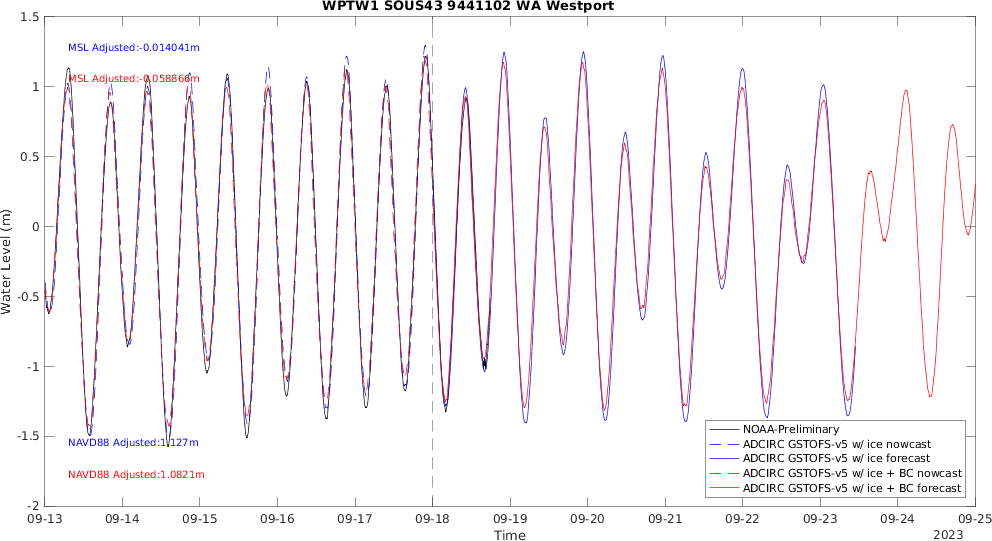 WPTW1 SOUS43 9441102 WA Westport
1.5
1
0.5
0
-0.5
-1
-1.5
-2
Water Level (m)
MSL Adjusted:-0.014041m
MSL Adjusted:-0.058866m
NAVD88 Adjusted:1.127m
NAVD88 Adjusted:1.0821m
NOAA-Preliminary
ADCIRC GSTOFS-v5 w/ ice nowcast
ADCIRC GSTOFS-v5 w/ ice forecast
ADCIRC GSTOFS-v5 w/ ice + BC nowcast
ADCIRC GSTOFS-v5 w/ ice + BC forecast
09-13 09-14 09-15 09-16 09-17 09-18 09-19 09-20 09-21 09-22 09-23 09-24 09-25
Time
2023